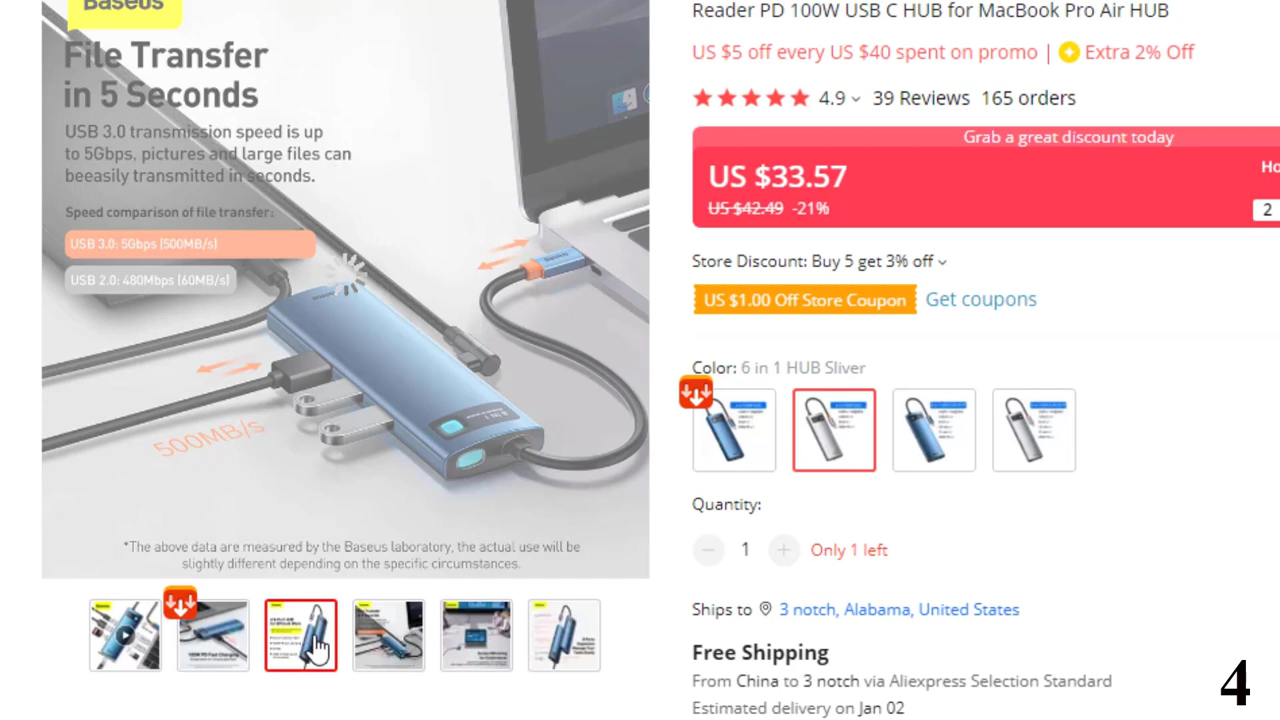 Baseus
File Transfer
in 5 Seconds
USB 3.0 transmission speed is up
to 5Gbps, pictures and large files can
beeasily transmitted in seconds.
Speed comparison of file transfer:
USB 3.0: 5Gbps (500MB/s)
USB 2.0: 480Mbps (60MB/s)
Baseus
500MB/s
*The above data are measured by the Baseus laboratory, the actual use will be
slightly different depending on the specific circumstances.
Reader PD 100W USB C HUB for MacBook Pro Air HUB
US $5 off every US $40 spent on promo | Extra 2% Off
4.9 39 Reviews 165 orders
Grab a great discount today
US $33.57
US $42.49 -21%
Ho
2
Store Discount: Buy 5 get 3% off
US $1.00 Off Store Coupon Get coupons
Color: 6 in 1 HUB Sliver
Quantity:
1 Only 1 left
Ships to 3 notch, Alabama, United States
Free Shipping
From China to 3 notch via Aliexpress Selection Standard
Estimated delivery on Jan 02
4